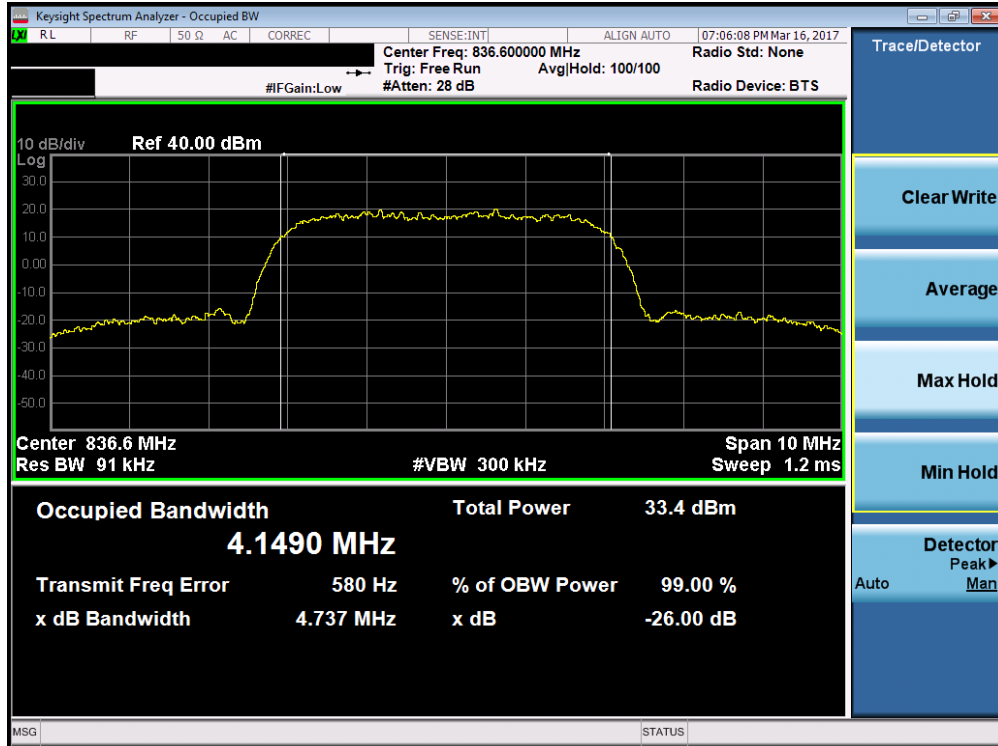 Keysight Spectrum Analyzer - Occupied BW
LXI RL RF 50 Ω AC CORREC SENSE:INT ALIGN AUTO 07:06:08 PM Mar 16, 2017
Center Freq: 836.600000 MHz Radio Std: None
Trig: Free Run Avg|Hold: 100/100
#IFGain:Low #Atten: 28 dB Radio Device: BTS
Trace/Detector
10 dB/div Ref 40.00 dBm
Log
30.0
20.0
10.0
0.00
-10.0
-20.0
-30.0
-40.0
-50.0
Center 836.6 MHz Span 10 MHz
Res BW 91 kHz #VBW 300 kHz Sweep 1.2 ms
Occupied Bandwidth Total Power 33.4 dBm
4.1490 MHz
Transmit Freq Error 580 Hz % of OBW Power 99.00 %
x dB Bandwidth 4.737 MHz x dB -26.00 dB
Clear Write
Average
Max Hold
Min Hold
Detector
Peak▶
Auto Man
MSG STATUS